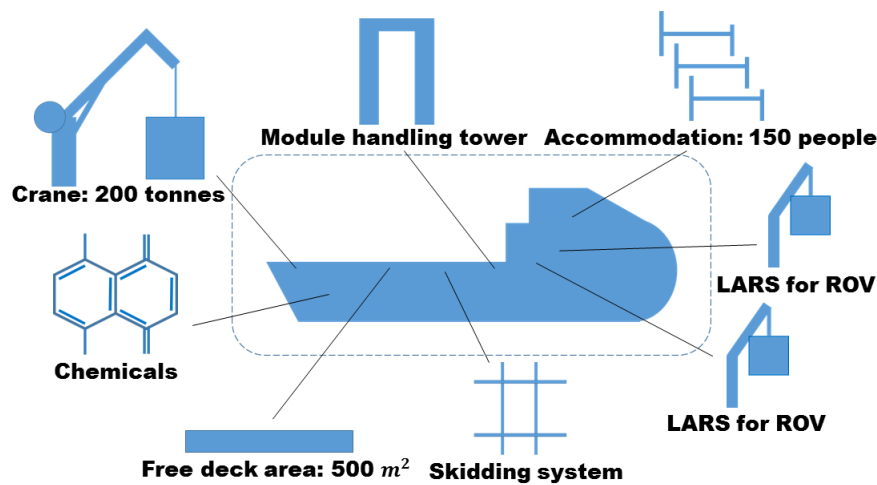 Module handling tower
Accommodation: 150 people
Crane: 200 tonnes
LARS for ROV
Chemicals
LARS for ROV
Free deck area: 500 m²
Skidding system